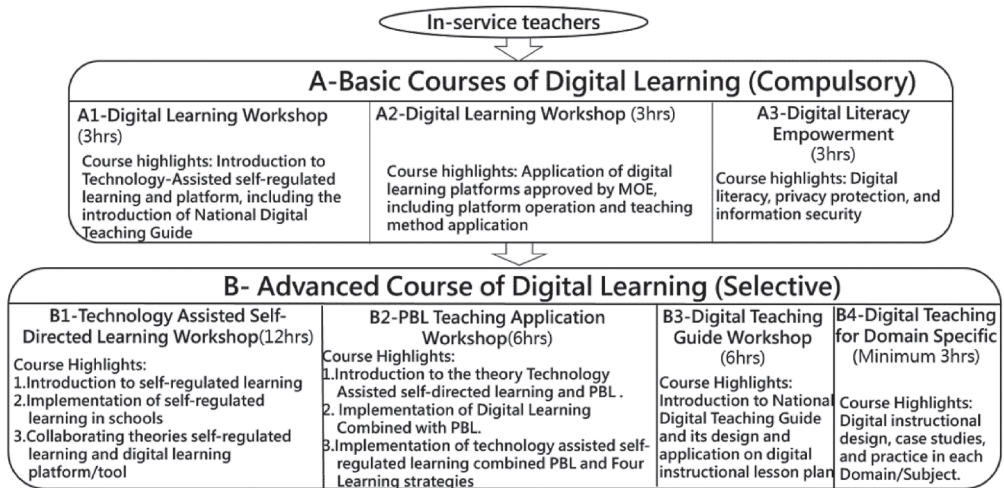 In-service teachers
A-Basic Courses of Digital Learning (Compulsory)
A1-Digital Learning Workshop
(3hrs)
Course highlights: Introduction to
Technology-Assisted self-regulated
learning and platform, including the
introduction of National Digital
Teaching Guide
A2-Digital Learning Workshop (3hrs)
Course highlights: Application of digital
learning platforms approved by MOE,
including platform operation and teaching
method application
A3-Digital Literacy
Empowerment
(3hrs)
Course highlights: Digital
literacy, privacy protection, and
information security
B- Advanced Course of Digital Learning (Selective)
B1-Technology Assisted Self-
Directed Learning Workshop(12hrs)
Course Highlights:
1.Introduction to self-regulated learning
2.Implementation of self-regulated
learning in schools
3.Collaborating theories self-regulated
learning and digital learning
platform/tool
B2-PBL Teaching Application
Workshop(6hrs)
Course Highlights:
1.Introduction to the theory Technology
Assisted self-directed learning and PBL .
2. Implementation of Digital Learning
Combined with PBL.
3.Implementation of technology assisted self-
regulated learning combined PBL and Four
Learning strategies
B3-Digital Teaching
Guide Workshop
(6hrs)
Course Highlights:
Introduction to National
Digital Teaching Guide
and its design and
application on digital
instructional lesson plan
B4-Digital Teaching
for Domain Specific
(Minimum 3hrs)
Course Highlights:
Digital instructional
design, case studies,
and practice in each
Domain/Subject.